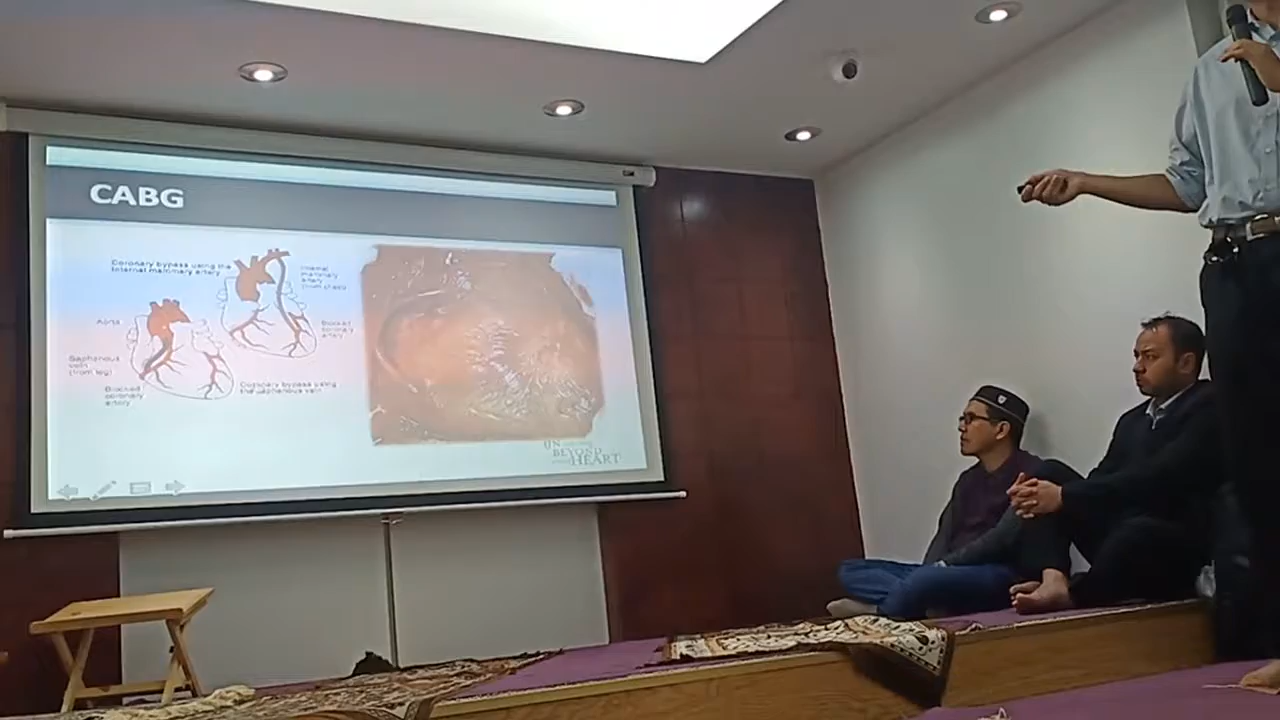 CABG
Coronary bypass using the
Internal mammary artery
Internal
mammary
artery
(from chest)
Aorta
Blocked
coronary
artery
Saphenous
vein
(from leg)
Blocked
coronary
artery
Coronary bypass using
the saphenous vein
BEYOND
HEART